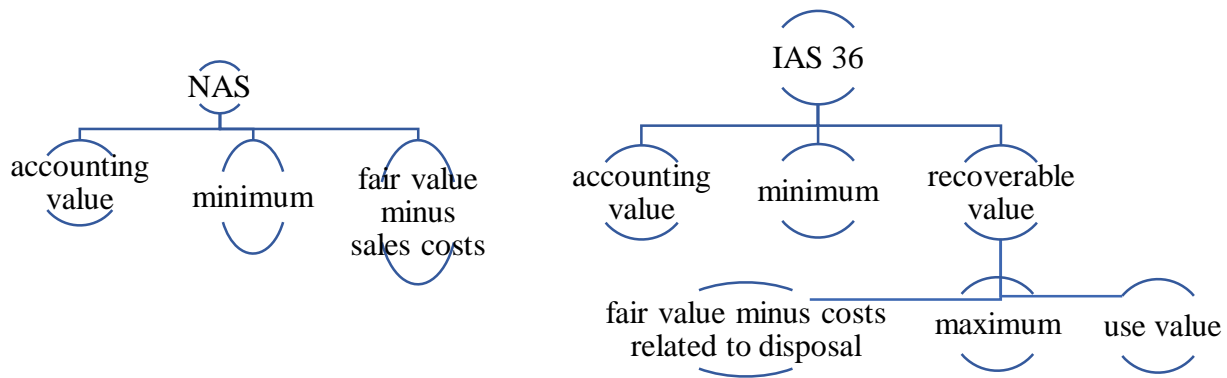 NAS
accounting
value
minimum
fair value
minus
sales costs
IAS 36
accounting
value
minimum
recoverable
value
fair value minus costs
related to disposal
maximum
use value